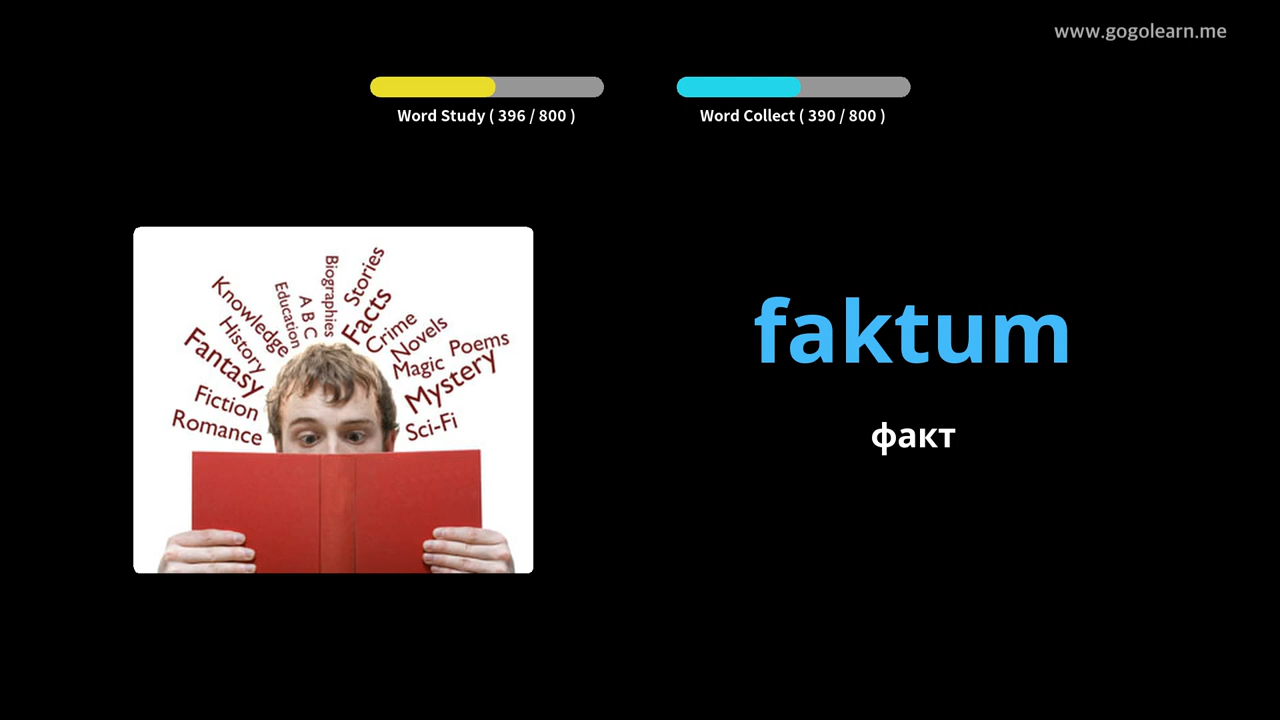 www.gogolearn.me
Word Study ( 396 / 800 )
Word Collect ( 390 / 800 )
Romance
Fiction
Fantasy
History
Knowledge
Education
A B C
Biographies
Stories
Facts
Crime
Novels
Magic
Poems
Mystery
Sci-Fi
faktum
факт